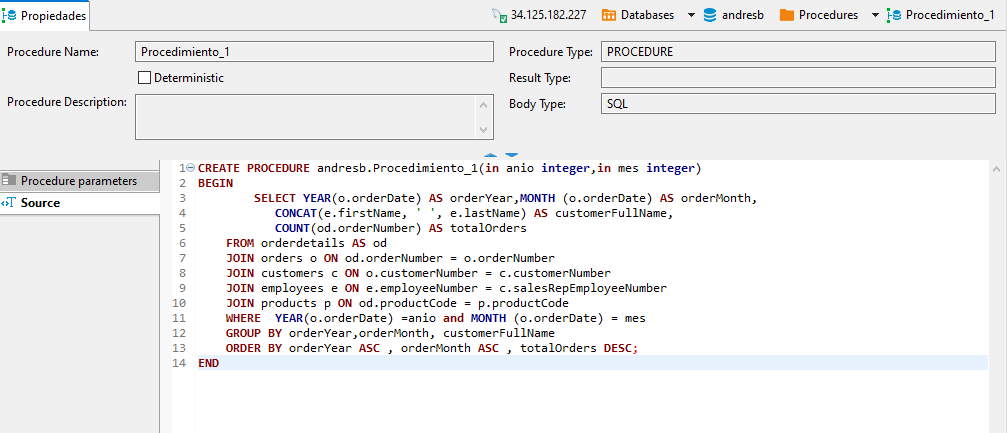 Propiedades
34.125.182.227 Databases andresb Procedures Procedimiento_1
Procedure Name: Procedimiento_1 Procedure Type: PROCEDURE
Deterministic Result Type:
Procedure Description: Body Type: SQL
Procedure parameters
Source
1 CREATE PROCEDURE andresb.Procedimiento_1(in anio integer,in mes integer)
2 BEGIN
3 SELECT YEAR(o.orderDate) AS orderYear,MONTH (o.orderDate) AS orderMonth,
4 CONCAT(e.firstName, ' ', e.lastName) AS customerFullName,
5 COUNT(od.orderNumber) AS totalOrders
6 FROM orderdetails AS od
7 JOIN orders o ON od.orderNumber = o.orderNumber
8 JOIN customers c ON o.customerNumber = c.customerNumber
9 JOIN employees e ON e.employeeNumber = c.salesRepEmployeeNumber
10 JOIN products p ON od.productCode = p.productCode
11 WHERE  YEAR(o.orderDate) =anio and MONTH (o.orderDate) = mes
12 GROUP BY orderYear,orderMonth, customerFullName
13 ORDER BY orderYear ASC , orderMonth ASC , totalOrders DESC;
14 END